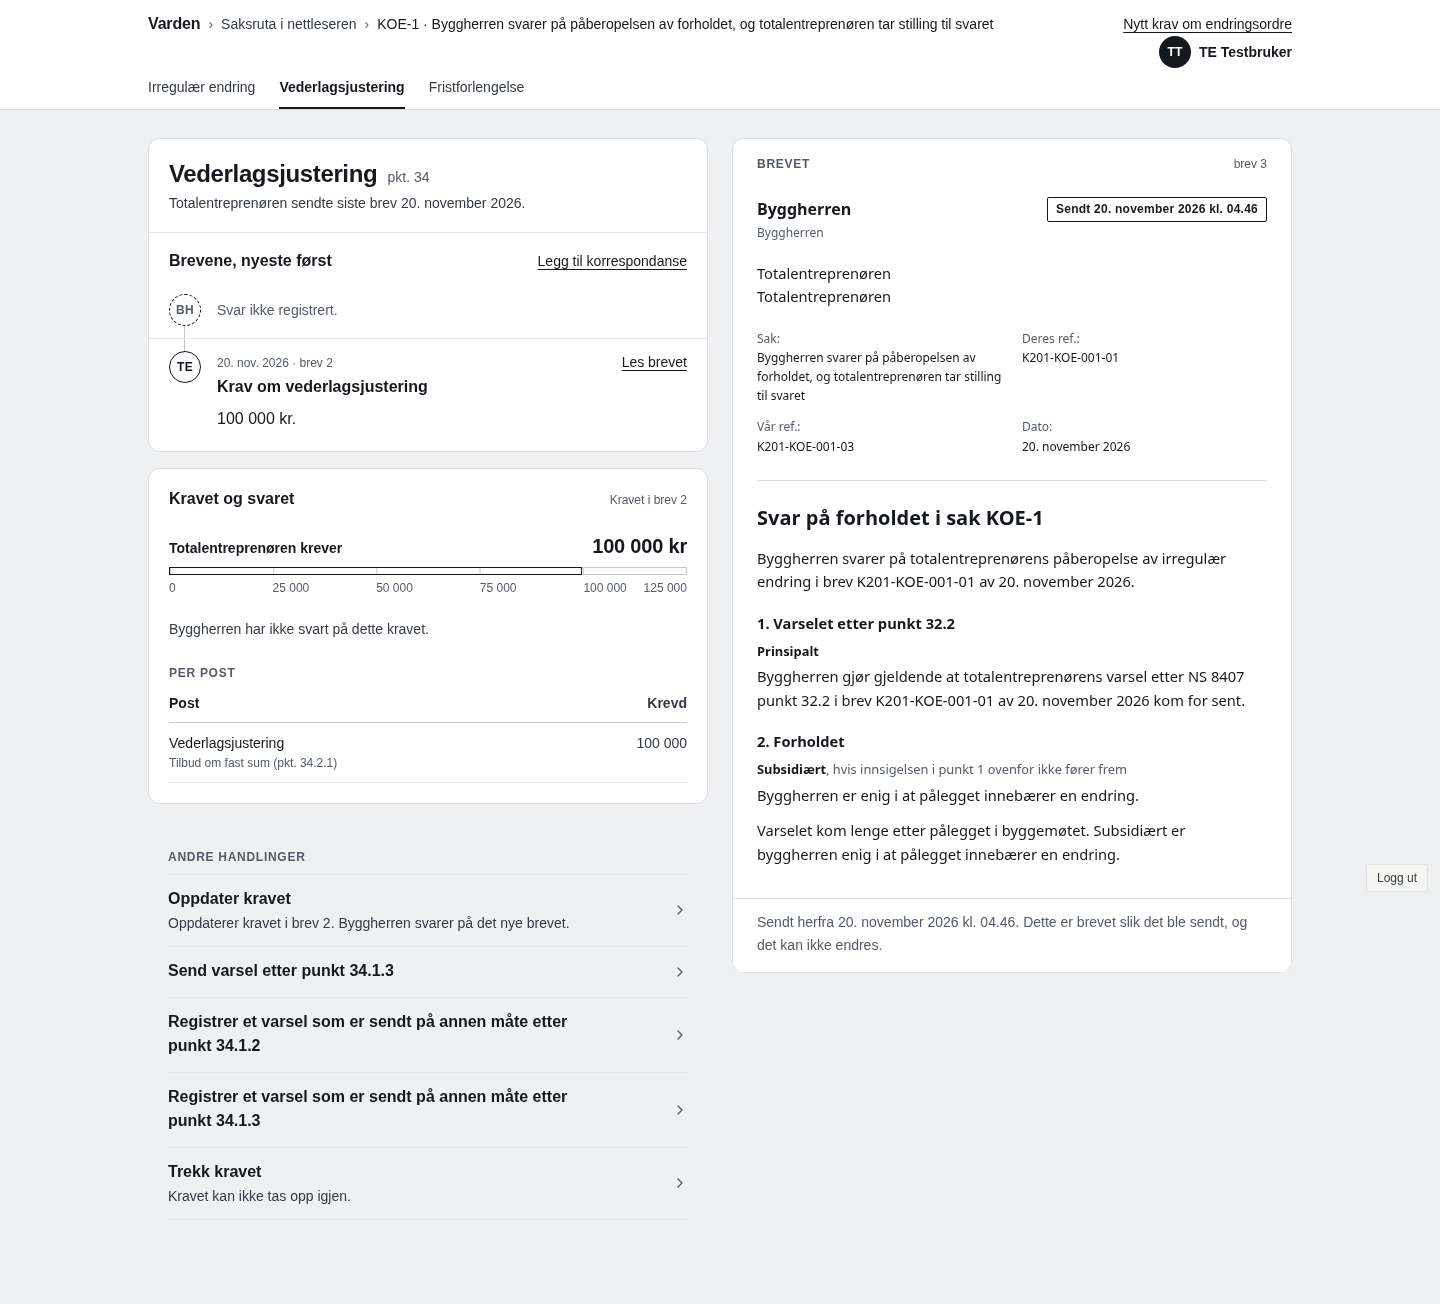 Varden › Saksruta i nettleseren › KOE-1 · Byggherren svarer på påberopelsen av forholdet, og totalentreprenøren tar stilling til svaret
Nytt krav om endringsordre
TT TE Testbruker
Irregulær endring Vederlagsjustering Fristforlengelse
Vederlagsjustering pkt. 34
Totalentreprenøren sendte siste brev 20. november 2026.
Brevene, nyeste først Legg til korrespondanse
BH Svar ikke registrert.
TE 20. nov. 2026 · brev 2 Les brevet
Krav om vederlagsjustering
100 000 kr.
Kravet og svaret Kravet i brev 2
Totalentreprenøren krever 100 000 kr
0 25 000 50 000 75 000 100 000 125 000
Byggherren har ikke svart på dette kravet.
PER POST
Post Krevd
Vederlagsjustering 100 000
Tilbud om fast sum (pkt. 34.2.1)
ANDRE HANDLINGER
Oppdater kravet
Oppdaterer kravet i brev 2. Byggherren svarer på det nye brevet.
Send varsel etter punkt 34.1.3
Registrer et varsel som er sendt på annen måte etter
punkt 34.1.2
Registrer et varsel som er sendt på annen måte etter
punkt 34.1.3
Trekk kravet
Kravet kan ikke tas opp igjen.
BREVET brev 3
Byggherren Sendt 20. november 2026 kl. 04.46
Byggherren
Totalentreprenøren
Totalentreprenøren
Sak: Deres ref.:
Byggherren svarer på påberopelsen av K201-KOE-001-01
forholdet, og totalentreprenøren tar stilling
til svaret
Vår ref.: Dato:
K201-KOE-001-03 20. november 2026
Svar på forholdet i sak KOE-1
Byggherren svarer på totalentreprenørens påberopelse av irregulær
endring i brev K201-KOE-001-01 av 20. november 2026.
1. Varselet etter punkt 32.2
Prinsipalt
Byggherren gjør gjeldende at totalentreprenørens varsel etter NS 8407
punkt 32.2 i brev K201-KOE-001-01 av 20. november 2026 kom for sent.
2. Forholdet
Subsidiært, hvis innsigelsen i punkt 1 ovenfor ikke fører frem
Byggherren er enig i at pålegget innebærer en endring.
Varselet kom lenge etter pålegget i byggemøtet. Subsidiært er
byggherren enig i at pålegget innebærer en endring.
Sendt herfra 20. november 2026 kl. 04.46. Dette er brevet slik det ble sendt, og
det kan ikke endres.
Logg ut